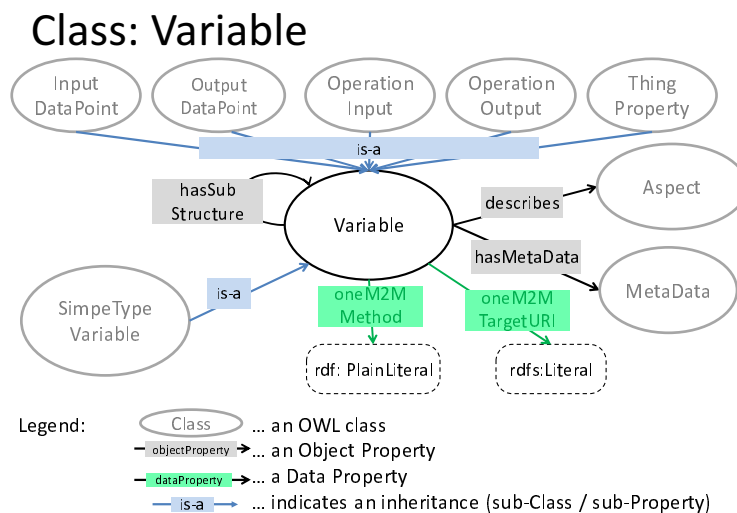 Class: Variable
Input
DataPoint
Output
DataPoint
Operation
Input
Operation
Output
Thing
Property
is-a
hasSub
Structure
Variable
describes
Aspect
hasMetaData
MetaData
SimpeType
Variable
is-a
oneM2M
Method
oneM2M
TargetURI
rdf: PlainLiteral
rdfs:Literal
Legend:
Class
... an OWL class
objectProperty
... an Object Property
dataProperty
... a Data Property
is-a
... indicates an inheritance (sub-Class / sub-Property)